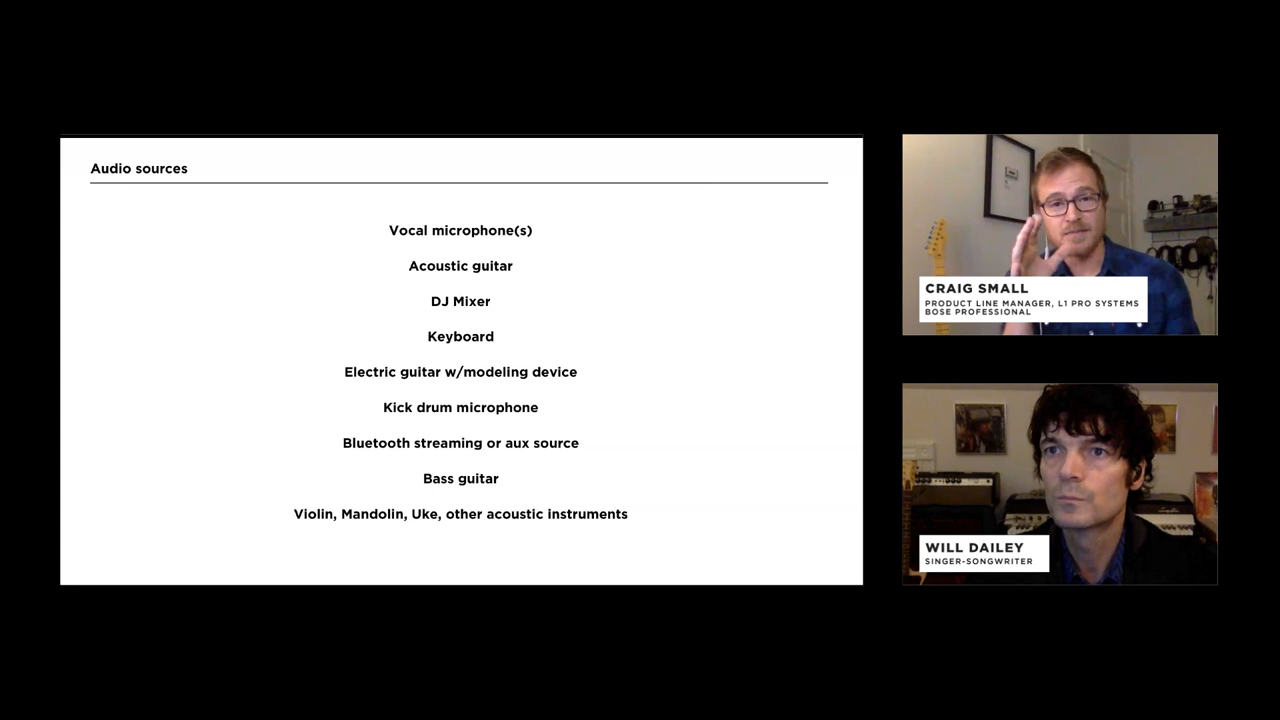 Audio sources
Vocal microphone(s)
Acoustic guitar
DJ Mixer
Keyboard
Electric guitar w/modeling device
Kick drum microphone
Bluetooth streaming or aux source
Bass guitar
Violin, Mandolin, Uke, other acoustic instruments
CRAIG SMALL
PRODUCT LINE MANAGER, L1 PRO SYSTEMS
BOSE PROFESSIONAL
WILL DAILEY
SINGER-SONGWRITER